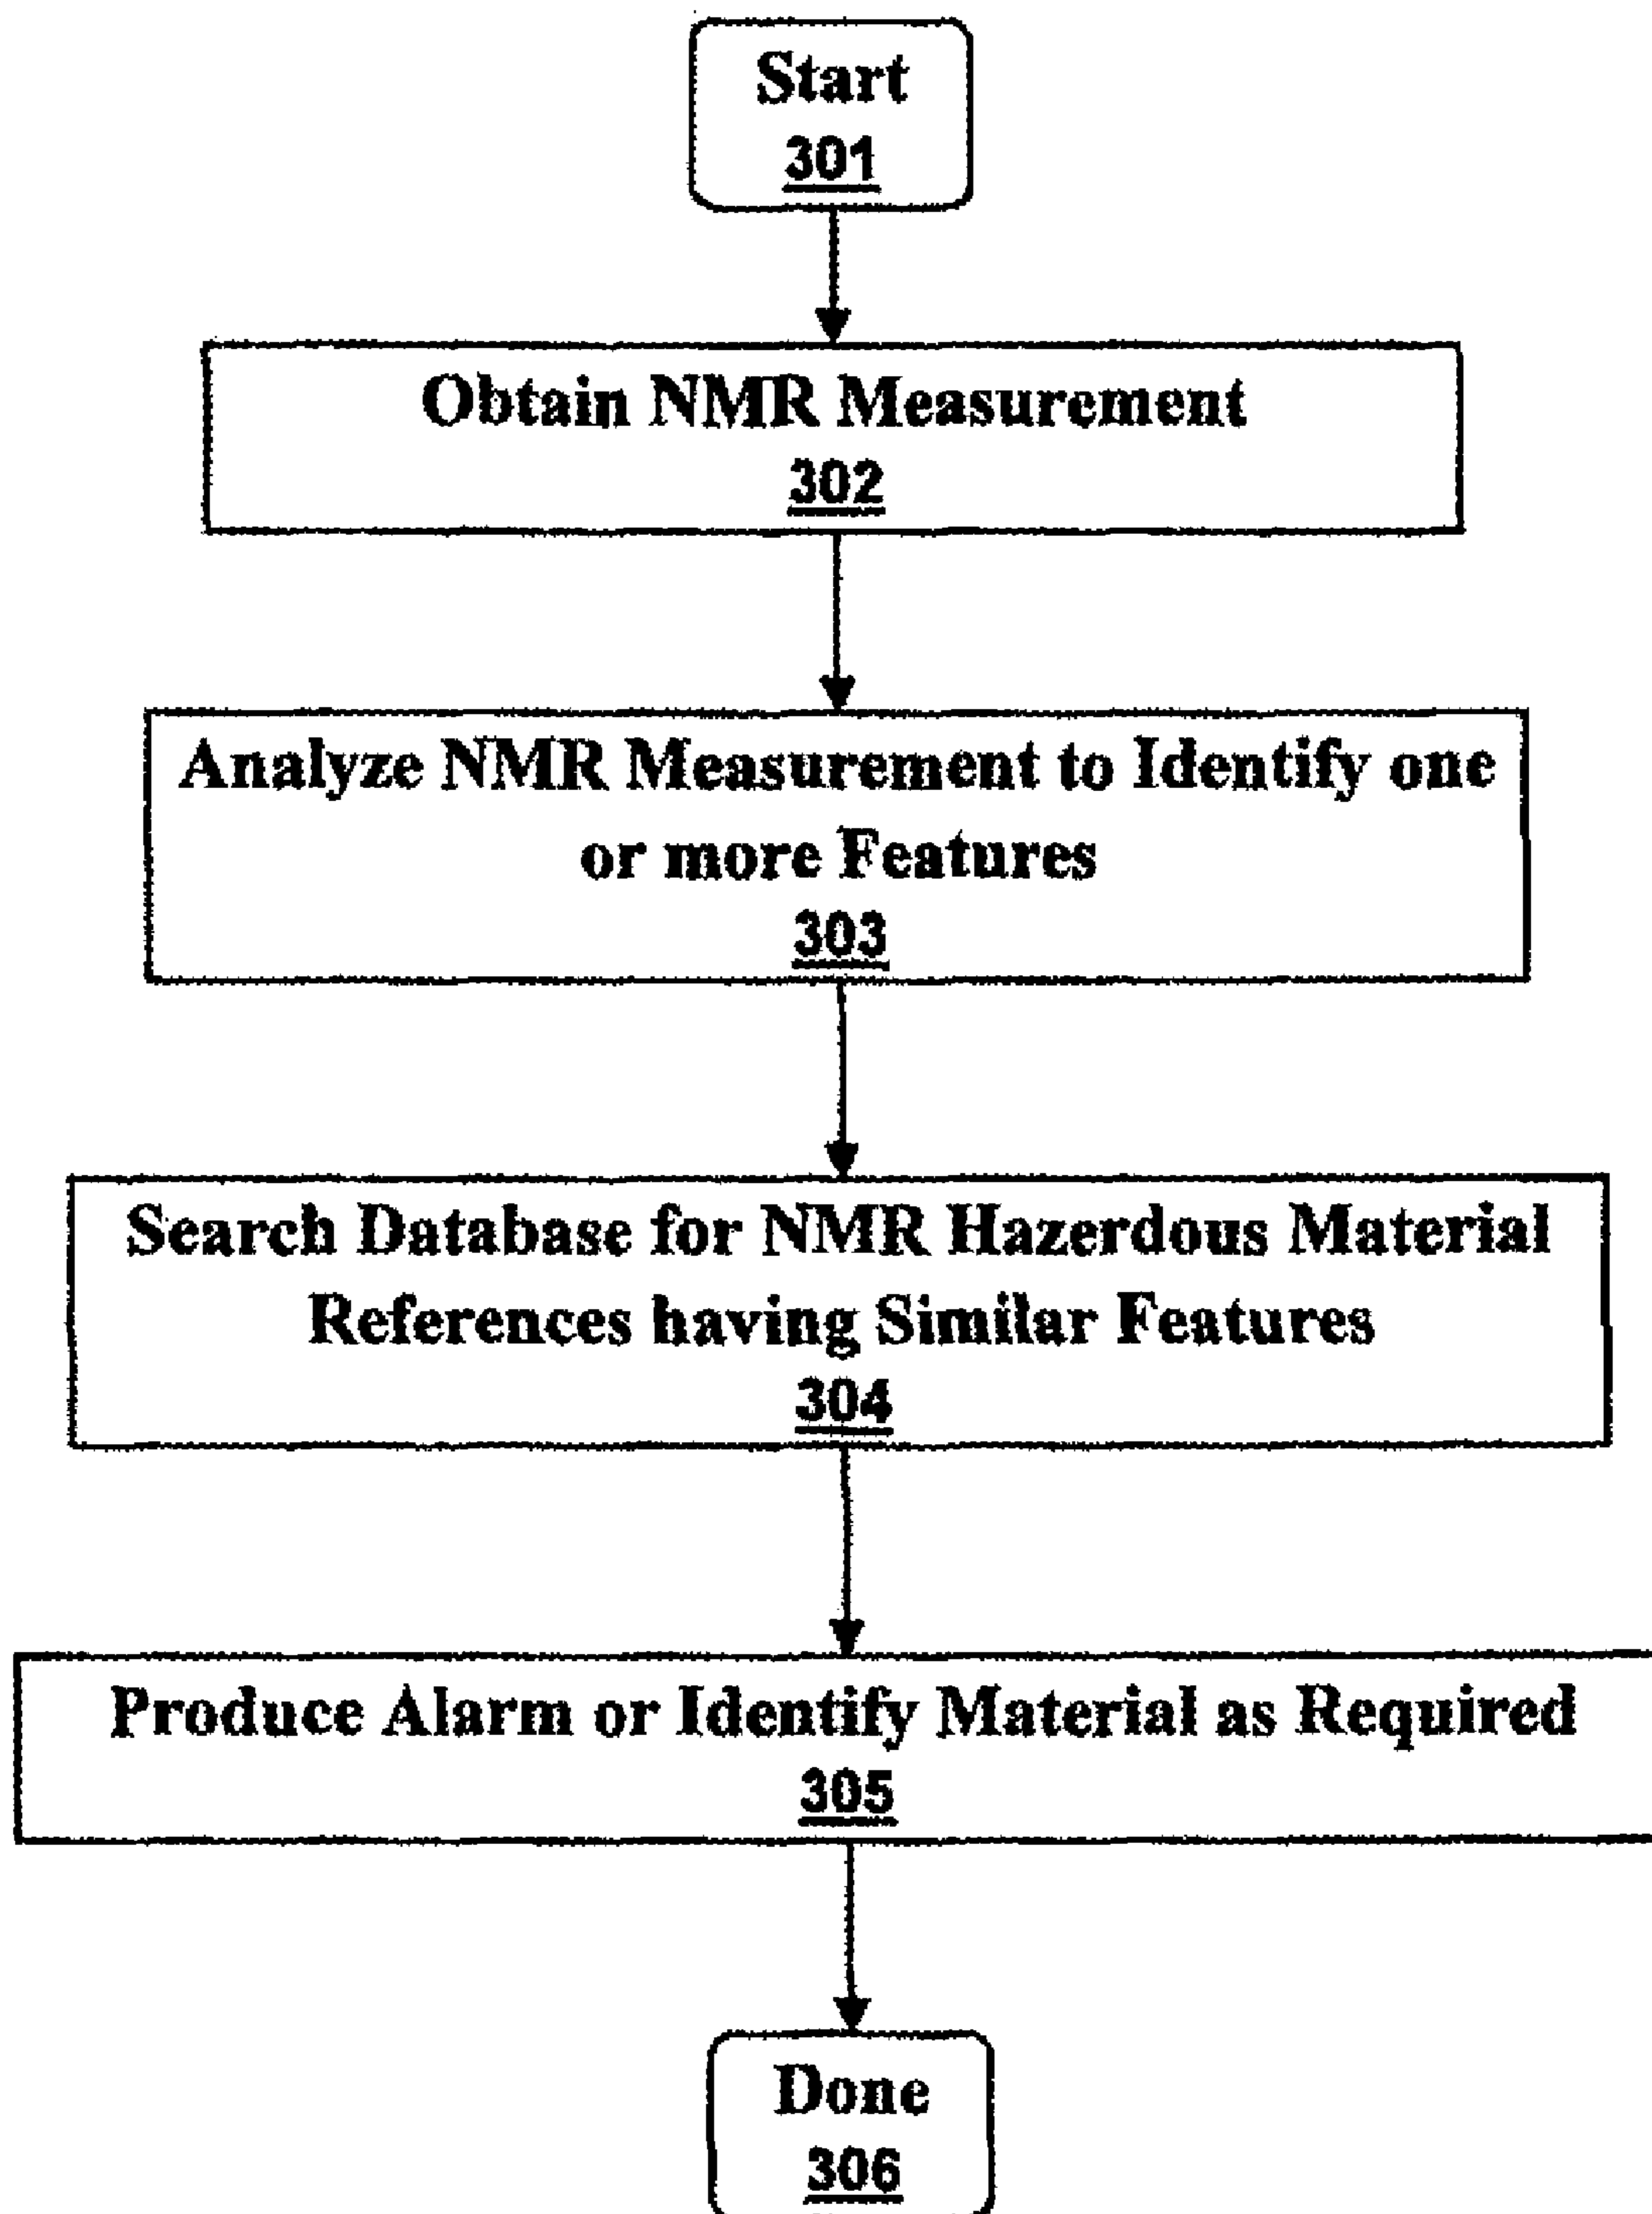 Start
301
Obtain NMR Measurement
302
Analyze NMR Measurement to Identify one
or more Features
303
Search Database for NMR Hazerdous Material
References having Similar Features
304
Produce Alarm or Identify Material as Required
305
Done
306